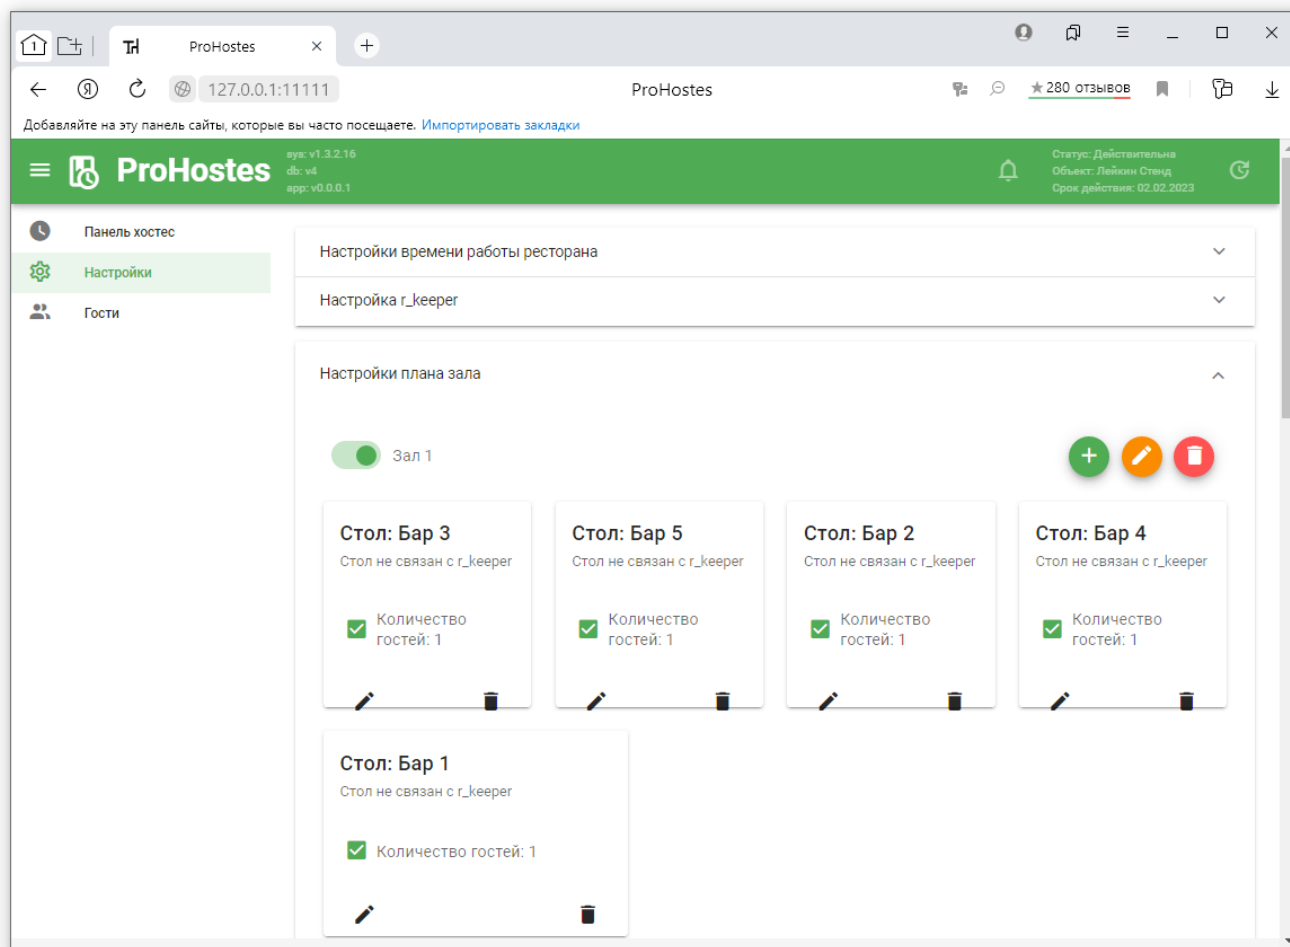 1
ProHostes
Я
127.0.0.1:11111
ProHostes
★280 отзывов
Добавляйте на эту панель сайты, которые вы часто посещаете. Импортировать закладки
ProHostes
sys: v1.3.2.16
db: v4
app: v0.0.0.1
Статус: Действительна
Объект: Лейкин Стенд
Срок действия: 02.02.2023
Панель хостес
Настройки
Гости
Настройки времени работы ресторана
Настройка r_keeper
Настройки плана зала
Зал 1
Стол: Бар 3
Стол не связан с r_keeper
Количество
гостей: 1
Стол: Бар 5
Стол не связан с r_keeper
Количество
гостей: 1
Стол: Бар 2
Стол не связан с r_keeper
Количество
гостей: 1
Стол: Бар 4
Стол не связан с r_keeper
Количество
гостей: 1
Стол: Бар 1
Стол не связан с r_keeper
Количество гостей: 1